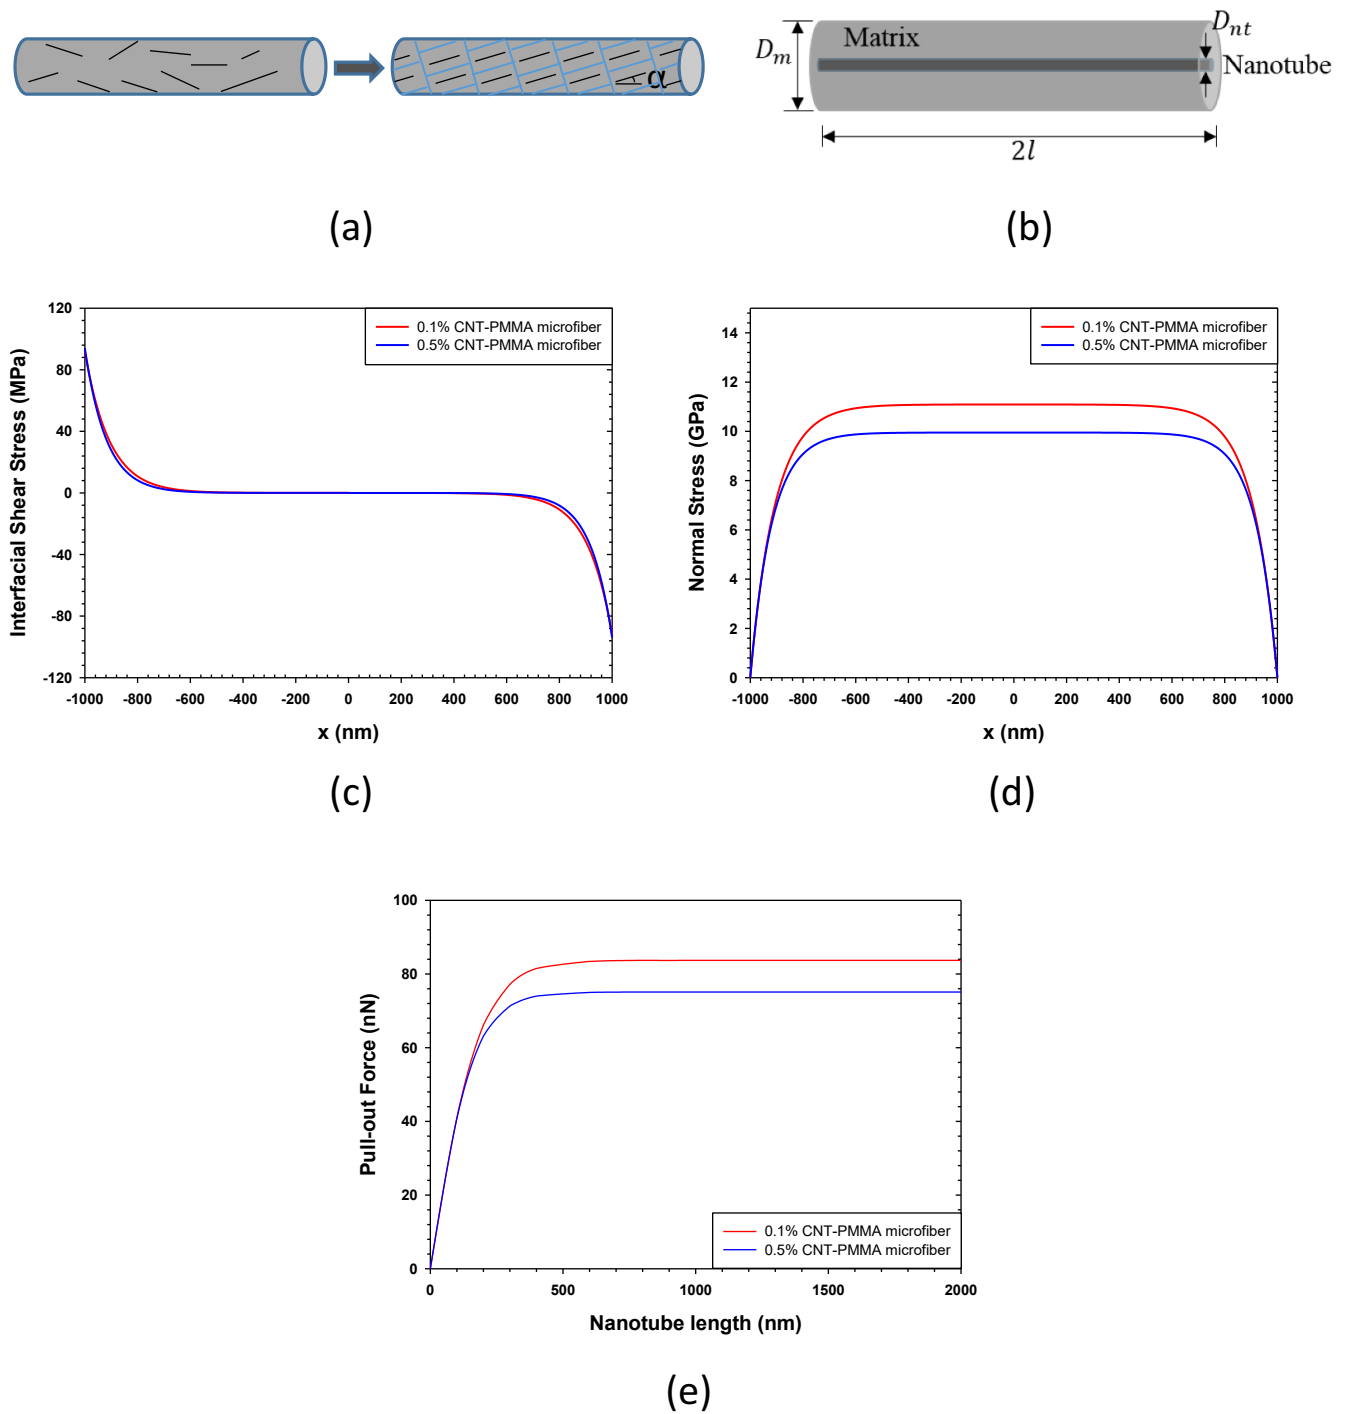 α
(a)
D_m
Matrix
D_nt
Nanotube
2l
(b)
Interfacial Shear Stress (MPa)
120
80
40
0
-40
-80
-120
0.1% CNT-PMMA microfiber
0.5% CNT-PMMA microfiber
-1000 -800 -600 -400 -200 0 200 400 600 800 1000
x (nm)
(c)
Normal Stress (GPa)
14
12
10
8
6
4
2
0
0.1% CNT-PMMA microfiber
0.5% CNT-PMMA microfiber
-1000 -800 -600 -400 -200 0 200 400 600 800 1000
x (nm)
(d)
Pull-out Force (nN)
100
80
60
40
20
0
0.1% CNT-PMMA microfiber
0.5% CNT-PMMA microfiber
0 500 1000 1500 2000
Nanotube length (nm)
(e)